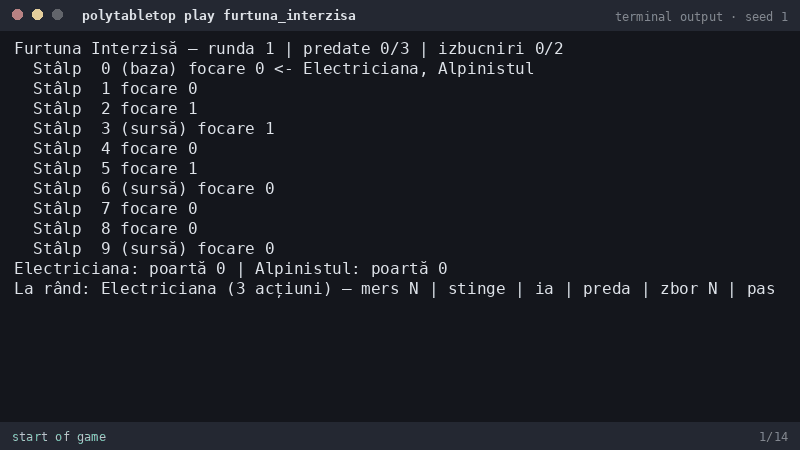 polytabletop play furtuna_interzisa
terminal output · seed 1
Furtuna Interzisă — runda 1 | predate 0/3 | izbucniri 0/2
Stâlp  0 (baza) focare 0 <- Electriciana, Alpinistul
Stâlp  1 focare 0
Stâlp  2 focare 1
Stâlp  3 (sursă) focare 1
Stâlp  4 focare 0
Stâlp  5 focare 1
Stâlp  6 (sursă) focare 0
Stâlp  7 focare 0
Stâlp  8 focare 0
Stâlp  9 (sursă) focare 0
Electriciana: poartă 0 | Alpinistul: poartă 0
La rând: Electriciana (3 acțiuni) — mers N | stinge | ia | preda | zbor N | pas
start of game
1/14